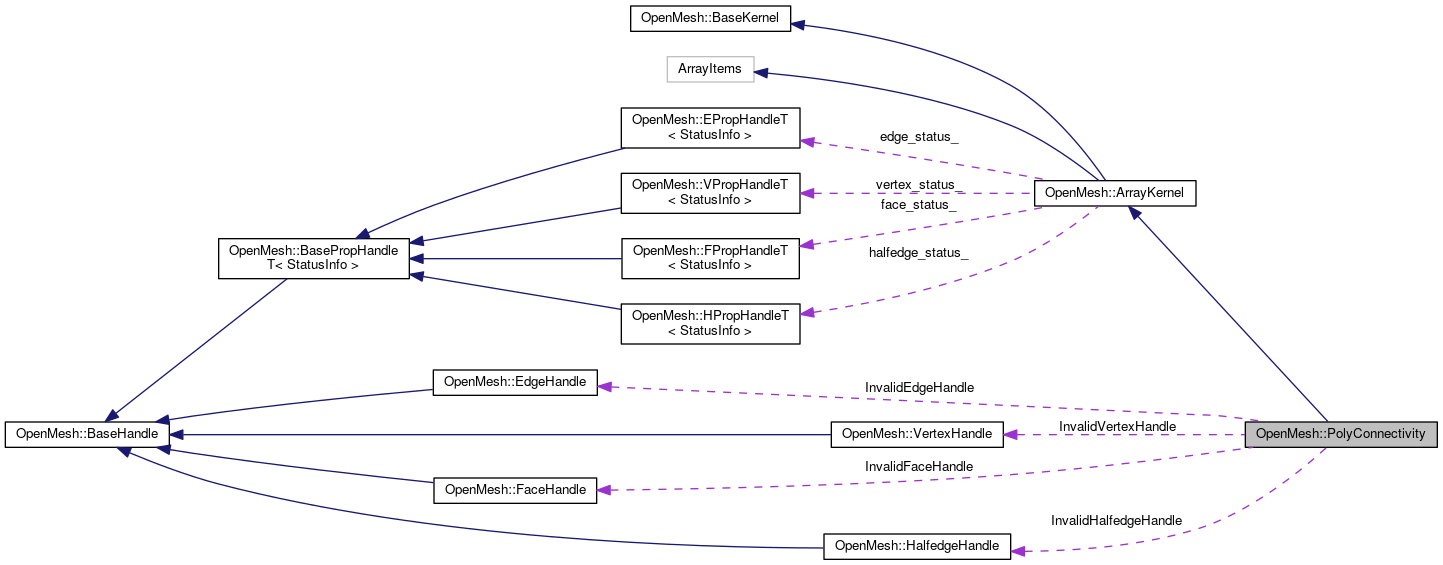 OpenMesh::BaseKernel
ArrayItems
OpenMesh::EPropHandleT
< StatusInfo >
edge_status_
OpenMesh::VPropHandleT
< StatusInfo >
vertex_status_
OpenMesh::ArrayKernel
face_status_
OpenMesh::BasePropHandle
T< StatusInfo >
OpenMesh::FPropHandleT
< StatusInfo >
halfedge_status_
OpenMesh::HPropHandleT
< StatusInfo >
OpenMesh::EdgeHandle
InvalidEdgeHandle
OpenMesh::BaseHandle
OpenMesh::VertexHandle
InvalidVertexHandle
OpenMesh::PolyConnectivity
InvalidFaceHandle
OpenMesh::FaceHandle
InvalidHalfedgeHandle
OpenMesh::HalfedgeHandle